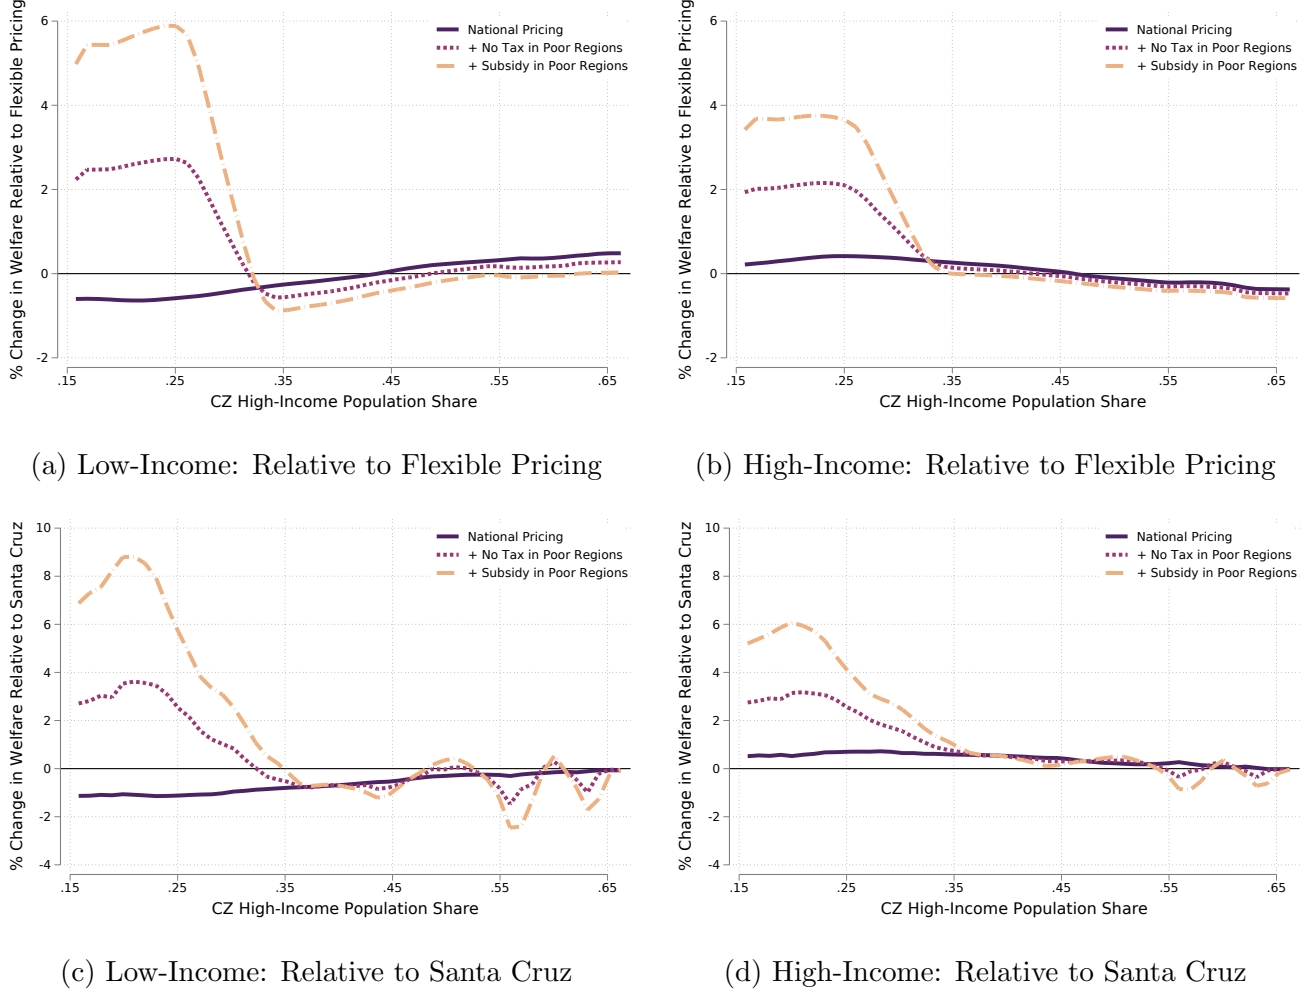 % Change in Welfare Relative to Flexible Pricing
6
4
2
0
-2
National Pricing
+ No Tax in Poor Regions
+ Subsidy in Poor Regions
.15 .25 .35 .45 .55 .65
CZ High-Income Population Share
(a) Low-Income: Relative to Flexible Pricing
% Change in Welfare Relative to Flexible Pricing
6
4
2
0
-2
National Pricing
+ No Tax in Poor Regions
+ Subsidy in Poor Regions
.15 .25 .35 .45 .55 .65
CZ High-Income Population Share
(b) High-Income: Relative to Flexible Pricing
% Change in Welfare Relative to Santa Cruz
10
8
6
4
2
0
-2
-4
National Pricing
+ No Tax in Poor Regions
+ Subsidy in Poor Regions
.15 .25 .35 .45 .55 .65
CZ High-Income Population Share
(c) Low-Income: Relative to Santa Cruz
% Change in Welfare Relative to Santa Cruz
10
8
6
4
2
0
-2
-4
National Pricing
+ No Tax in Poor Regions
+ Subsidy in Poor Regions
.15 .25 .35 .45 .55 .65
CZ High-Income Population Share
(d) High-Income: Relative to Santa Cruz